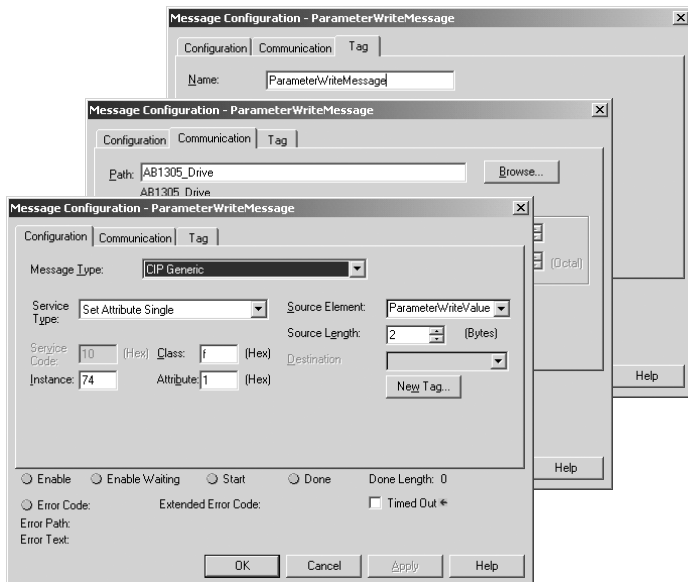 Message Configuration - ParameterWriteMessage
Configuration Communication Tag
Name: ParameterWriteMessage
Help
Message Configuration - ParameterWriteMessage
Configuration Communication Tag
Path: AB1305_Drive Browse...
AB1305_Drive
(Octal)
Help
Message Configuration - ParameterWriteMessage
Configuration Communication Tag
Message Type: CIP Generic
Service Type: Set Attribute Single
Source Element: ParameterWriteValue
Source Length: 2 (Bytes)
Service Code: 10 (Hex) Class: f (Hex)
Destination
Instance: 74 Attribute: 1 (Hex)
New Tag...
Enable Enable Waiting Start Done Done Length: 0
Error Code: Extended Error Code: Timed Out
Error Path:
Error Text:
OK Cancel Apply Help